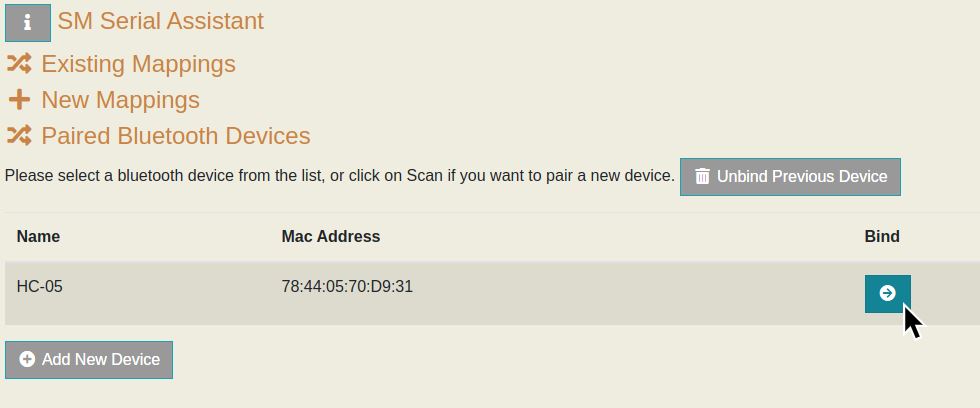 SM Serial Assistant
Existing Mappings
New Mappings
Paired Bluetooth Devices
Please select a bluetooth device from the list, or click on Scan if you want to pair a new device. Unbind Previous Device
Name Mac Address Bind
HC-05 78:44:05:70:D9:31
Add New Device